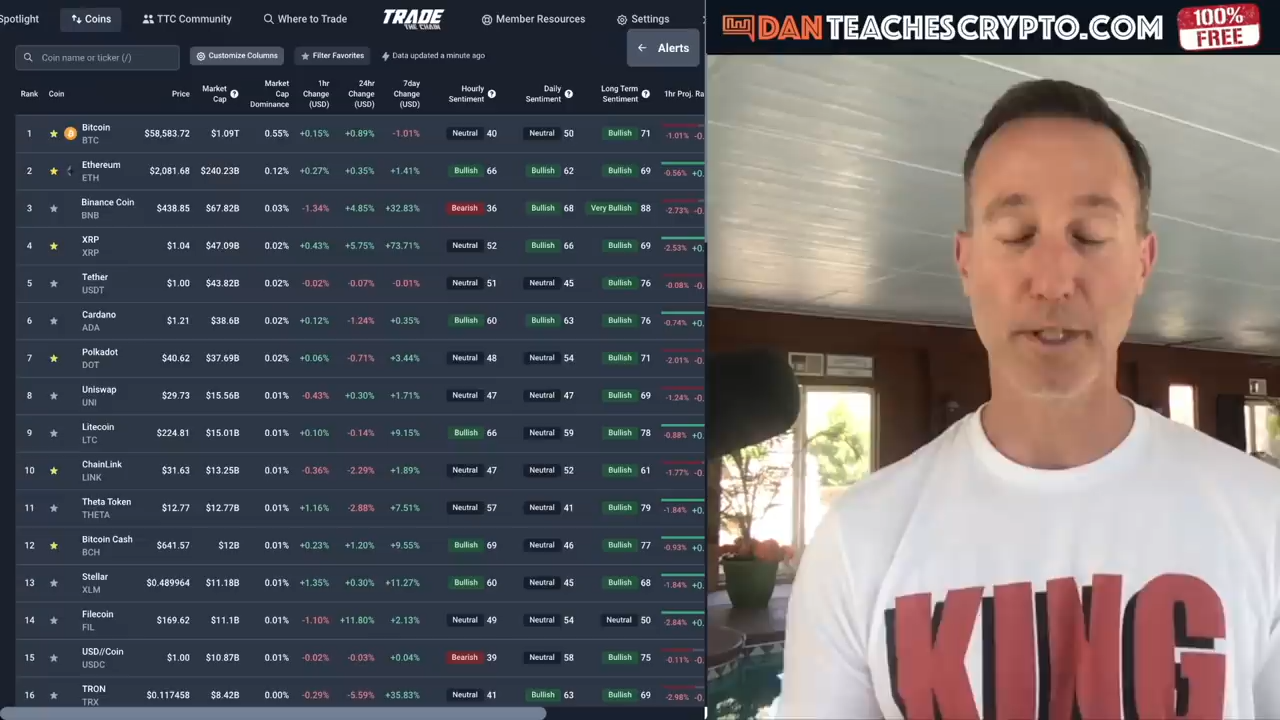 Spotlight
Coins
TTC Community
Where to Trade
TRADE
THE CHAIN
Other Resources
Settings
DANTEACHESCRYPTO.COM
100%
FREE
Coin name or ticker (/)
Customize Columns
Filter Favorites
Data updated a minute ago
Alerts
Rank Coin Price Market Cap ? Market Cap Dominance 1hr Change (USD) 24hr Change (USD) 7day Change (USD) Hourly Sentiment ? Daily Sentiment ? Long Term Sentiment ? 1hr Proj. Ra
1 Bitcoin BTC $58,583.72 $1.09T 0.55% +0.15% +0.89% -1.01% Neutral 40 Neutral 50 Bullish 71 -1.01% -0.
2 Ethereum ETH $2,081.68 $240.23B 0.12% +0.27% +0.35% +1.41% Bullish 66 Bullish 62 Bullish 69 -0.56% +0.
3 Binance Coin BNB $438.85 $67.82B 0.03% -1.34% +4.85% +32.83% Bearish 36 Bullish 68 Very Bullish 88 -2.73% -0.
4 XRP XRP $1.04 $47.09B 0.02% +0.43% +5.75% +73.71% Neutral 52 Bullish 66 Bullish 69 -2.53% +0.
5 Tether USDT $1.00 $43.82B 0.02% -0.02% -0.07% -0.01% Neutral 51 Neutral 45 Bullish 76 -0.08% +0.
6 Cardano ADA $1.21 $38.6B 0.02% +0.12% -1.24% +0.35% Bullish 60 Bullish 63 Bullish 76 -0.74% +0.
7 Polkadot DOT $40.62 $37.69B 0.02% +0.06% -0.71% +3.44% Neutral 48 Neutral 54 Bullish 71 -2.01% -0.
8 Uniswap UNI $29.73 $15.56B 0.01% -0.43% +0.30% +1.71% Neutral 47 Neutral 47 Bullish 69 -1.24% -0.
9 Litecoin LTC $224.81 $15.01B 0.01% +0.10% -0.14% +9.15% Bullish 66 Neutral 59 Bullish 78 -0.88% +0.
10 ChainLink LINK $31.63 $13.25B 0.01% -0.36% -2.29% +1.89% Neutral 47 Neutral 52 Bullish 61 -1.77% -0.
11 Theta Token THETA $12.77 $12.77B 0.01% +1.16% -2.88% +7.51% Neutral 57 Neutral 41 Bullish 79 -1.84% +0.
12 Bitcoin Cash BCH $641.57 $12B 0.01% +0.23% +1.20% +9.55% Bullish 69 Neutral 46 Bullish 77 -0.93% +0.
13 Stellar XLM $0.489964 $11.18B 0.01% +1.35% +0.30% +11.27% Bullish 60 Neutral 45 Bullish 68 -1.84% +0.
14 Filecoin FIL $169.62 $11.1B 0.01% -1.10% +11.80% +2.13% Neutral 49 Neutral 54 Neutral 50 -2.84% +0.
15 USD//Coin USDC $1.00 $10.87B 0.01% -0.02% -0.03% +0.04% Bearish 39 Neutral 58 Bullish 75 -0.11% -0.
16 TRON TRX $0.117458 $8.42B 0.00% -0.29% -5.59% +35.83% Neutral 41 Bullish 63 Bullish 69 -2.98% -0.
KING